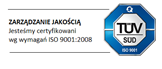 ZARZĄDZANIE JAKOŚCIĄ
Jesteśmy certyfikowani
wg wymagań ISO 9001:2008
TÜV
SÜD
ISO 9001